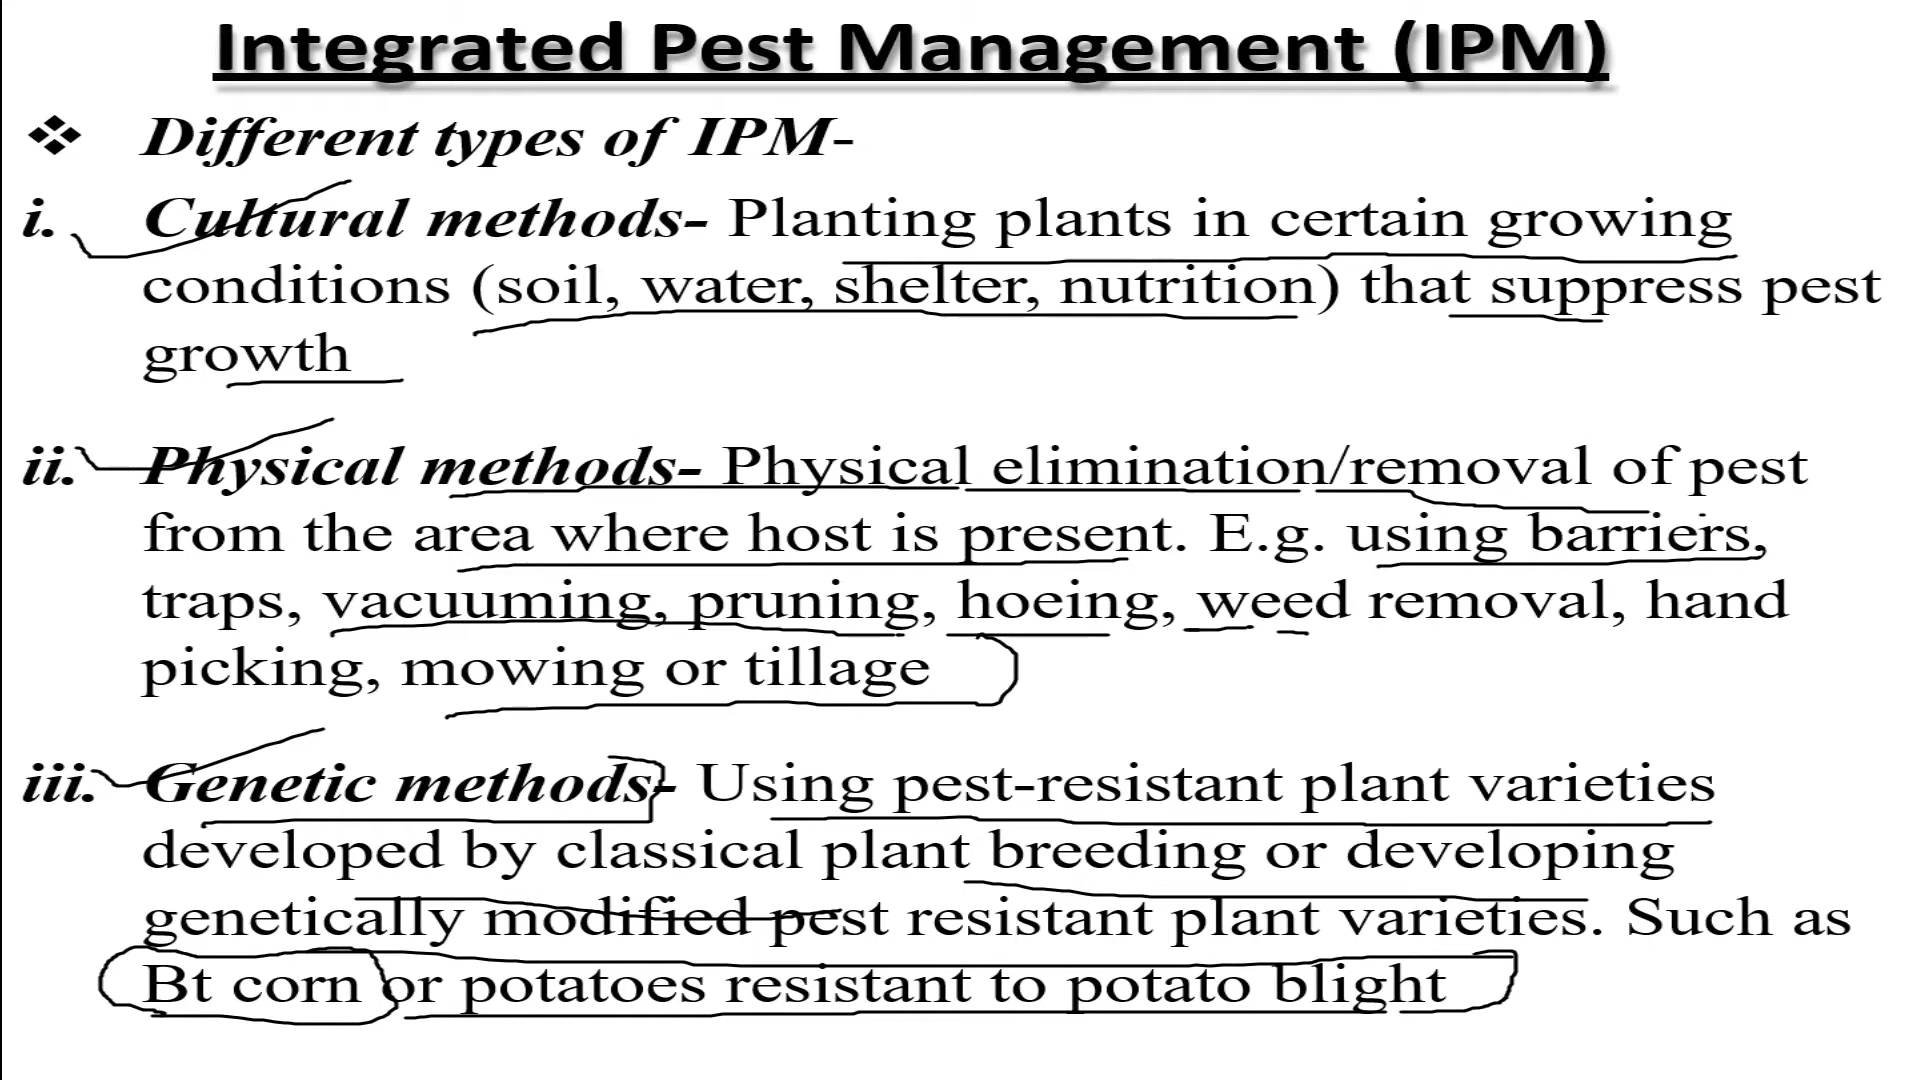 Integrated Pest Management (IPM)
❖ Different types of IPM-
i. Cultural methods- Planting plants in certain growing
conditions (soil, water, shelter, nutrition) that suppress pest
growth
ii. Physical methods- Physical elimination/removal of pest
from the area where host is present. E.g. using barriers,
traps, vacuuming, pruning, hoeing, weed removal, hand
picking, mowing or tillage
iii. Genetic methods- Using pest-resistant plant varieties
developed by classical plant breeding or developing
genetically modified pest resistant plant varieties. Such as
Bt corn or potatoes resistant to potato blight